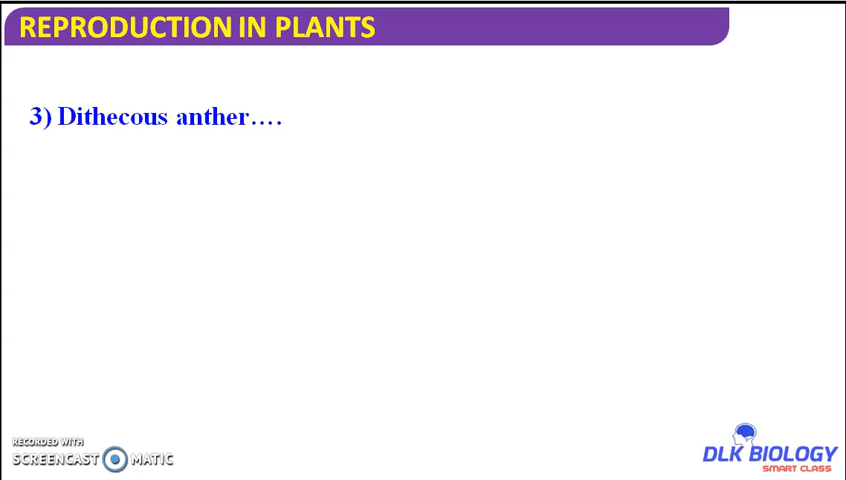 REPRODUCTION IN PLANTS
3) Dithecous anther....
RECORDED WITH
SCREENCAST MATIC
DLK BIOLOGY
SMART CLASS